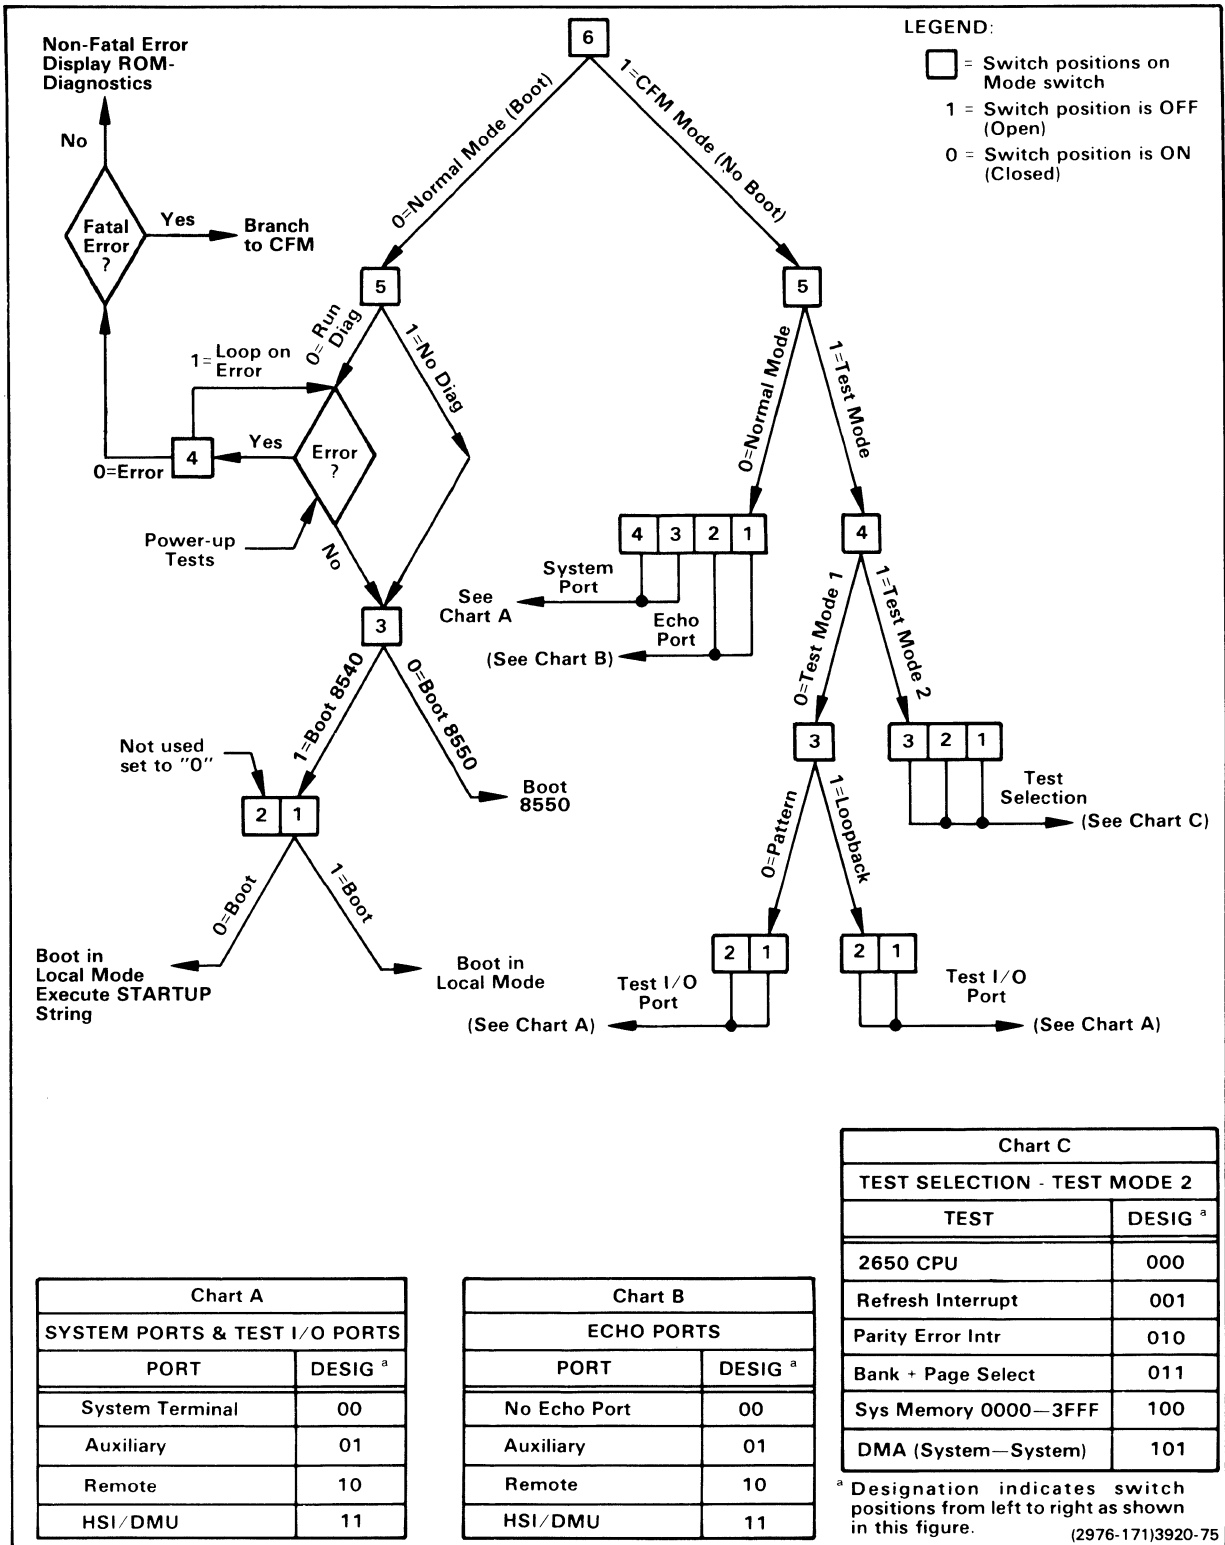 LEGEND:
= Switch positions on
Mode switch
1 = Switch position is OFF
(Open)
0 = Switch position is ON
(Closed)
6
0=Normal Mode (Boot)
1=CFM Mode (No Boot)
Non-Fatal Error
Display ROM-
Diagnostics
No
Fatal
Error
?
Yes
Branch
to CFM
5
0=Run
Diag
1=No Diag
1=Loop on
Error
4
0=Error
Yes
Error
?
Power-up
Tests
No
3
1=Boot 8540
0=Boot 8550
Boot
8550
Not used
set to "0"
2 1
0=Boot
1=Boot
Boot in
Local Mode
Execute STARTUP
String
Boot in
Local Mode
5
0=Normal Mode
1=Test Mode
4 3 2 1
System
Port
See
Chart A
Echo
Port
(See Chart B)
4
0=Test Mode 1
1=Test Mode 2
3
3 2 1
Test
Selection
(See Chart C)
0=Pattern
1=Loopback
2 1
Test I/O
Port
(See Chart A)
2 1
Test I/O
Port
(See Chart A)
Chart A
SYSTEM PORTS & TEST I/O PORTS
PORT DESIG a
System Terminal 00
Auxiliary 01
Remote 10
HSI/DMU 11
Chart B
ECHO PORTS
PORT DESIG a
No Echo Port 00
Auxiliary 01
Remote 10
HSI/DMU 11
Chart C
TEST SELECTION - TEST MODE 2
TEST DESIG a
2650 CPU 000
Refresh Interrupt 001
Parity Error Intr 010
Bank + Page Select 011
Sys Memory 0000—3FFF 100
DMA (System—System) 101
a Designation indicates switch
positions from left to right as shown
in this figure.
(2976-171)3920-75